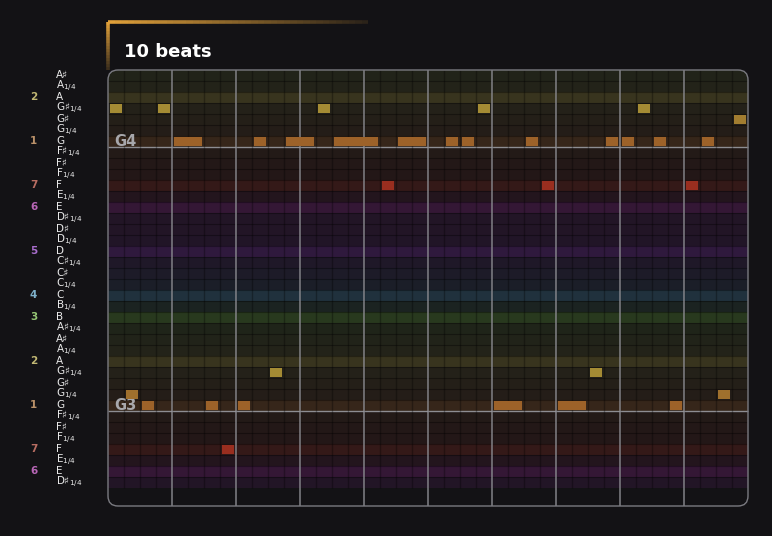 10 beats
A♯
A1/4
2 A
G♯1/4
G♯
G1/4
1 G G4
F♯1/4
F♯
F1/4
7 F
E1/4
6 E
D♯1/4
D♯
D1/4
5 D
C♯1/4
C♯
C1/4
4 C
B1/4
3 B
A♯1/4
A♯
A1/4
2 A
G♯1/4
G♯
G1/4
1 G G3
F♯1/4
F♯
F1/4
7 F
E1/4
6 E
D♯1/4